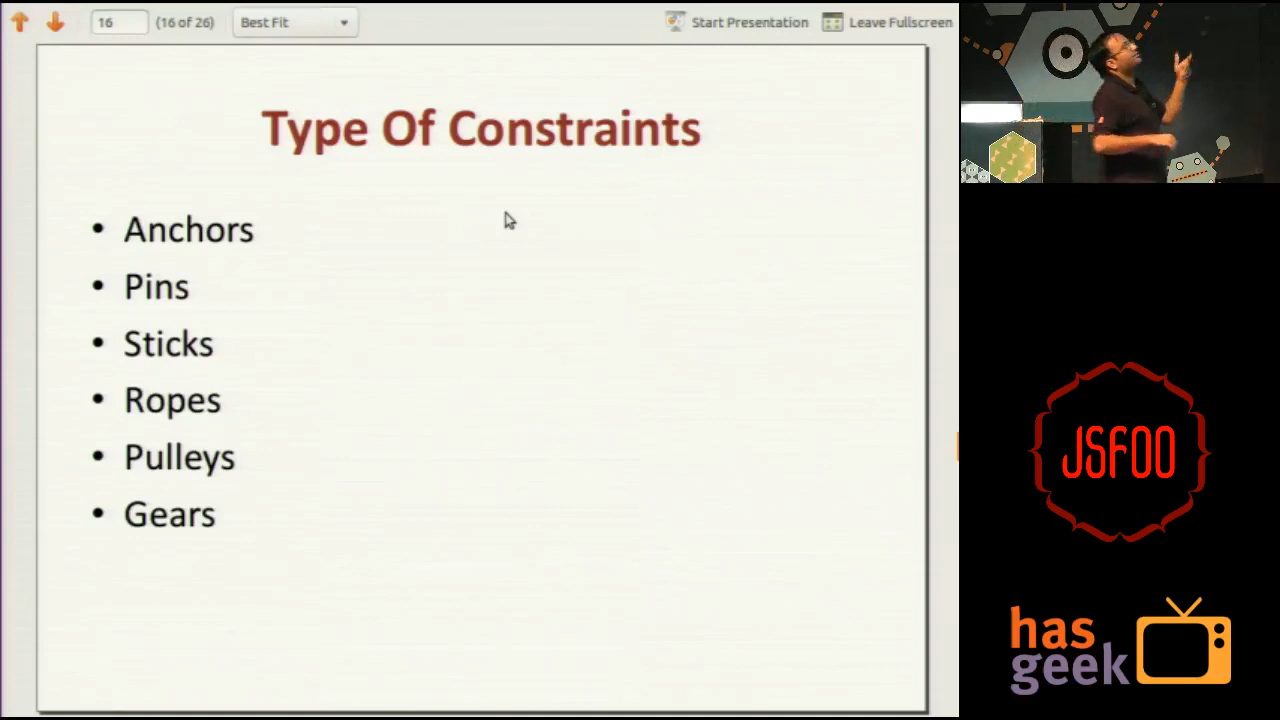 16
(16 of 26)
Best Fit
Start Presentation
Leave Fullscreen
Type Of Constraints
• Anchors
• Pins
• Sticks
• Ropes
• Pulleys
• Gears
JSFOO
has
geek